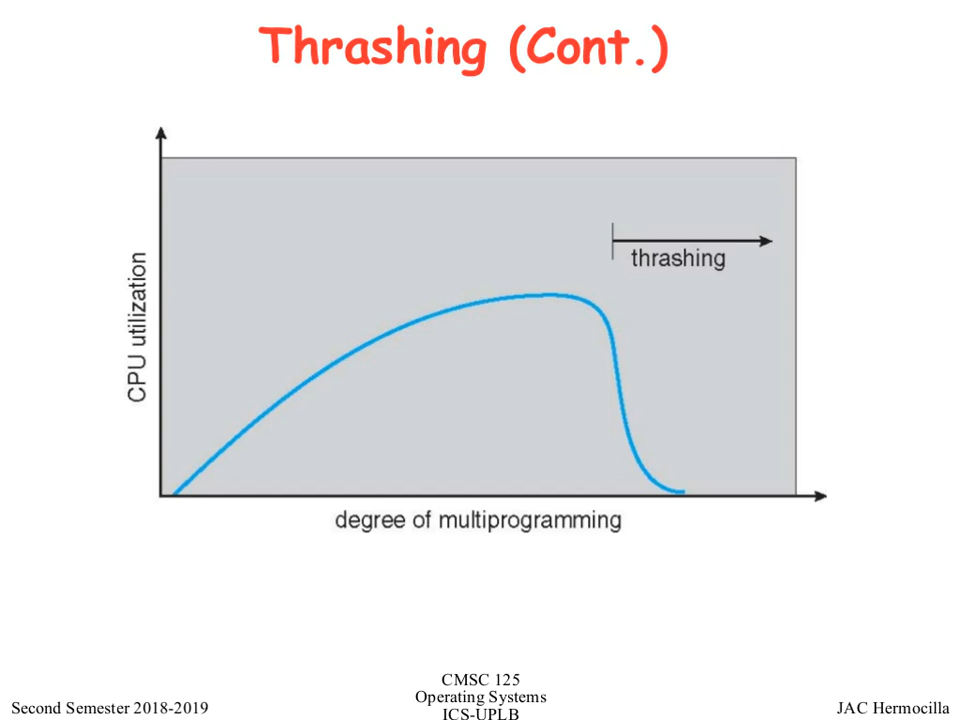 Thrashing (Cont.)
thrashing
CPU utilization
degree of multiprogramming
Second Semester 2018-2019
CMSC 125
Operating Systems
ICS-UPLB
JAC Hermocilla